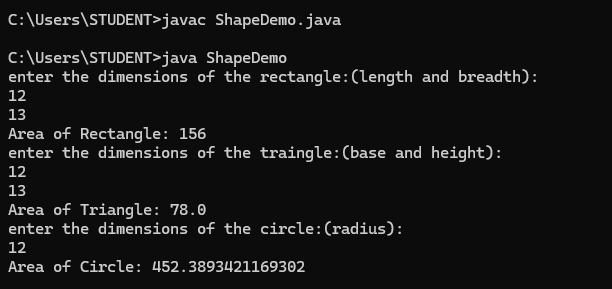 C:\Users\STUDENT>javac ShapeDemo.java
C:\Users\STUDENT>java ShapeDemo
enter the dimensions of the rectangle:(length and breadth):
12
13
Area of Rectangle: 156
enter the dimensions of the traingle:(base and height):
12
13
Area of Triangle: 78.0
enter the dimensions of the circle:(radius):
12
Area of Circle: 452.3893421169302